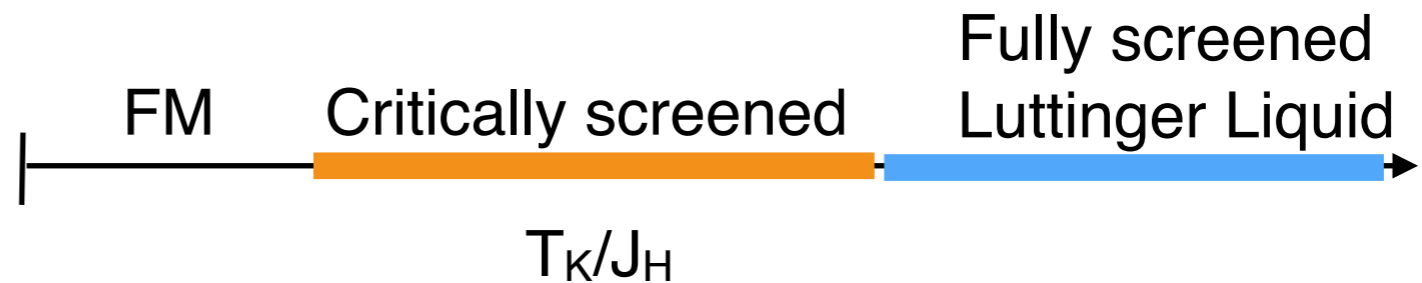 FM
Critically screened
Fully screened
Luttinger Liquid
TK/JH